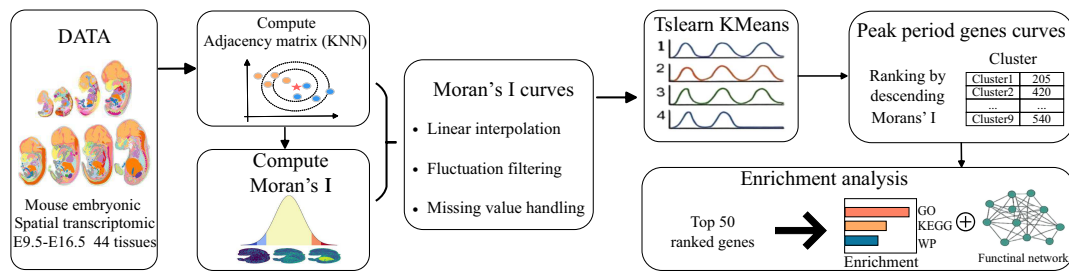 DATA
Mouse embryonic
Spatial transcriptomic
E9.5-E16.5 44 tissues
Compute
Adjacency matrix (KNN)
Compute
Moran's I
Moran's I curves
• Linear interpolation
• Fluctuation filtering
• Missing value handling
Tslearn KMeans
1
2
3
4
Peak period genes curves
Ranking by
descending
Morans' I
Cluster
Cluster1 205
Cluster2 420
... ...
Cluster9 540
Enrichment analysis
Top 50
ranked genes
GO
KEGG
WP
Enrichment
Functinal network